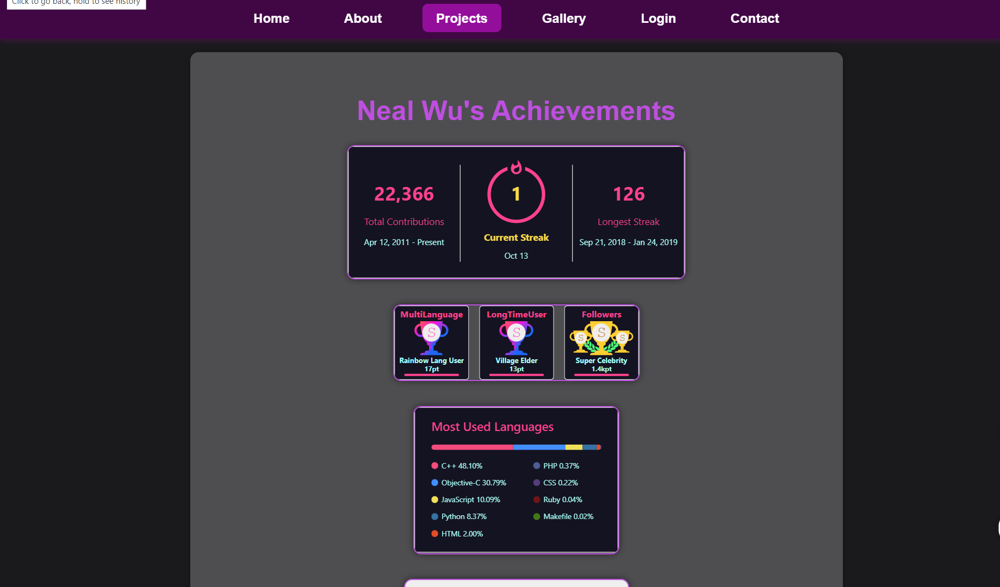 Click to go back, hold to see history
Home About Projects Gallery Login Contact
Neal Wu's Achievements
22,366
Total Contributions
Apr 12, 2011 - Present
1
Current Streak
Oct 13
126
Longest Streak
Sep 21, 2018 - Jan 24, 2019
MultiLanguage
S
Rainbow Lang User
17pt
LongTimeUser
S
Village Elder
13pt
Followers
S S S
Super Celebrity
1.4kpt
Most Used Languages
C++ 48.10%
Objective-C 30.79%
JavaScript 10.09%
Python 8.37%
HTML 2.00%
PHP 0.37%
CSS 0.22%
Ruby 0.04%
Makefile 0.02%